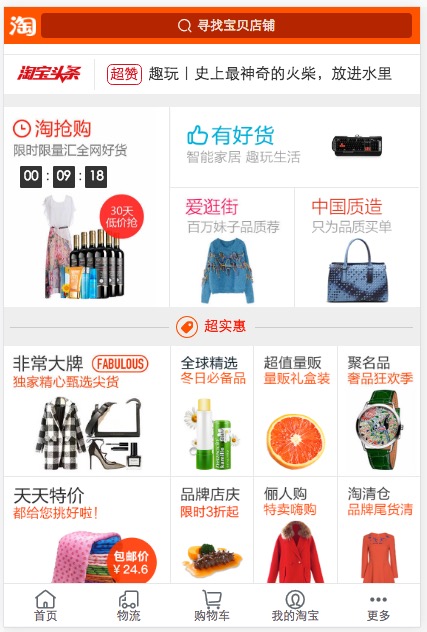 淘
寻找宝贝店铺
淘宝头条
超赞
趣玩丨史上最神奇的火柴，放进水里
淘抢购
限时限量汇全网好货
00 : 09 : 18
30天
低价抢
有好货
智能家居 趣玩生活
爱逛街
百万妹子品质荐
中国质造
只为品质买单
超实惠
非常大牌 FABULOUS
独家精心甄选尖货
全球精选
冬日必备品
超值量贩
量贩礼盒装
聚名品
奢品狂欢季
天天特价
都给您挑好啦！
包邮价
￥24.6
品牌店庆
限时3折起
俪人购
特卖嗨购
淘清仓
品牌尾货清
首页
物流
购物车
我的淘宝
更多